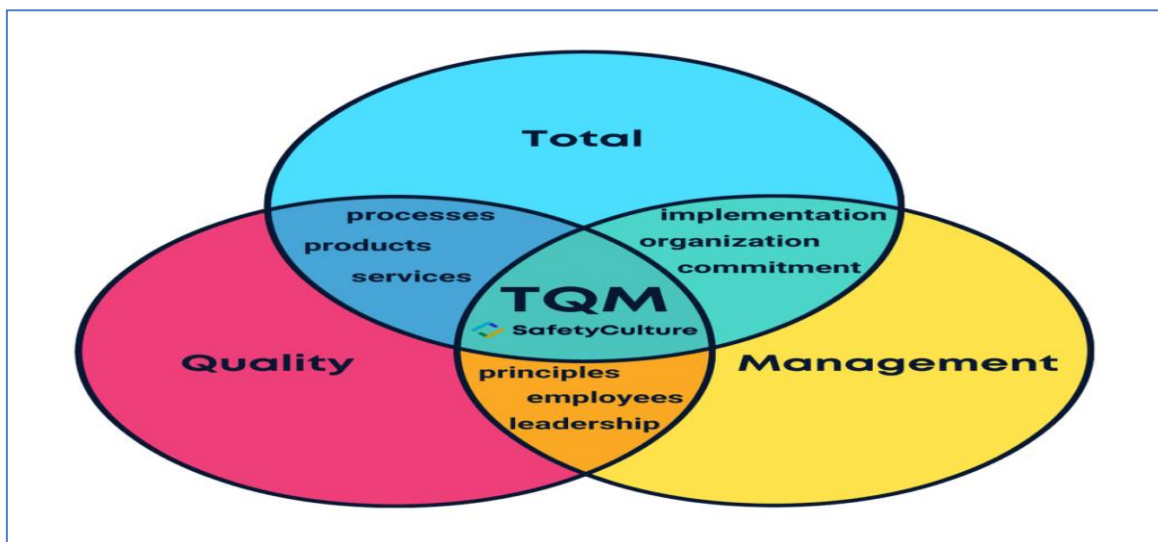 Total
processes
products
services
implementation
organization
commitment
TQM
SafetyCulture
Quality
Management
principles
employees
leadership